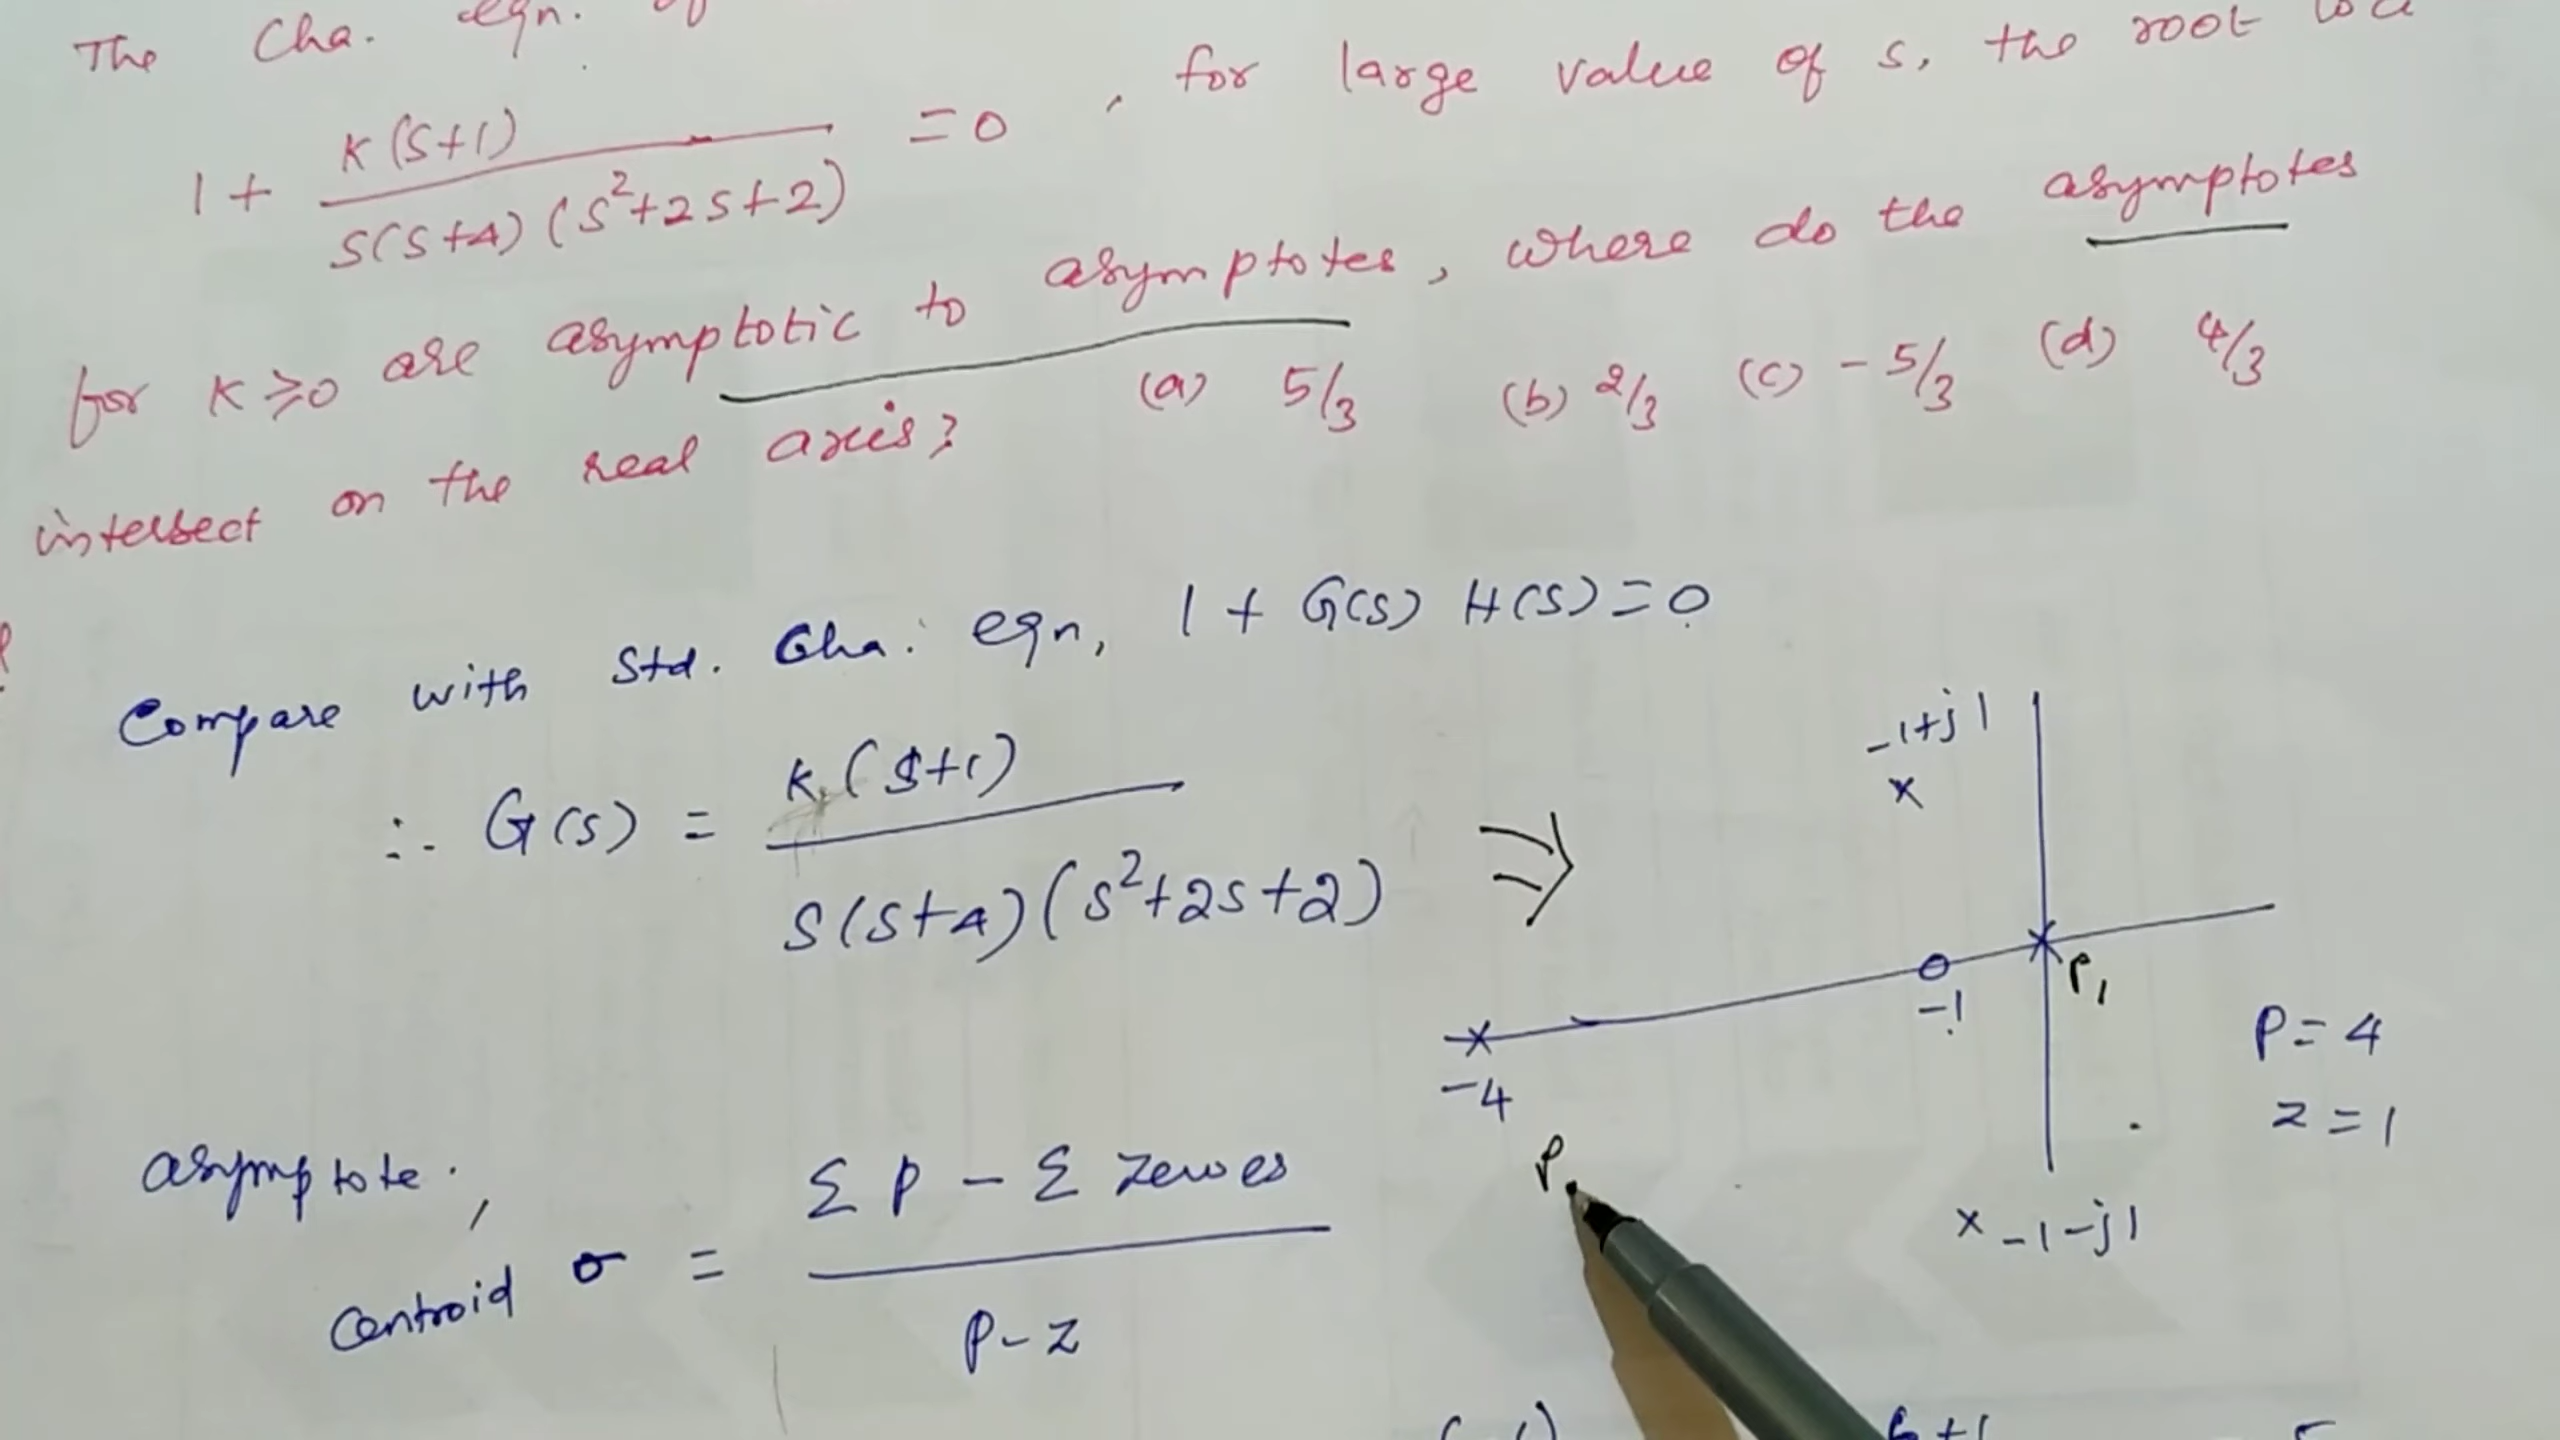 The Cha. eqn. of
, for large value of s, the root loci
1 + K(S+1) / S(S+4)(S²+2S+2) = 0
for K ≥ 0 are asymptotic to asymptotes, where do the asymptotes
intersect on the real axis? (a) 5/3 (b) 2/3 (c) -5/3 (d) 4/3
Compare with Std. Cha. eqn, 1 + G(S) H(S) = 0
∴ G(S) = K(S+1) / S(S+4)(S²+2S+2) ⇒
-1+j1
x
-1
P1
-4
P = 4
z = 1
P
x -1-j1
asymptote,
Centroid σ = Σ P - Σ zeroes / P-z